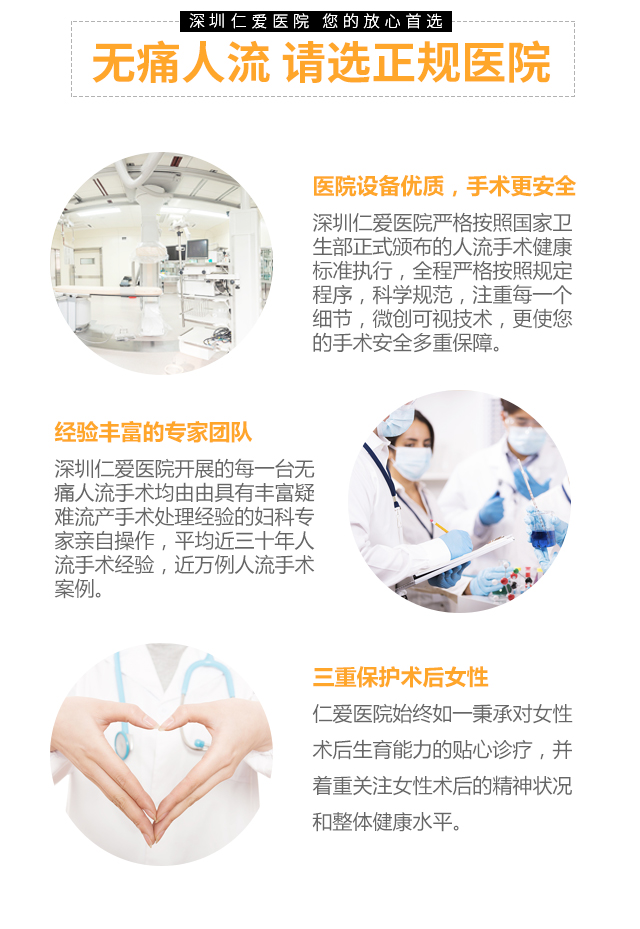 深圳仁爱医院 您的放心首选
无痛人流 请选正规医院
医院设备优质，手术更安全
深圳仁爱医院严格按照国家卫
生部正式颁布的人流手术健康
标准执行，全程严格按照规定
程序，科学规范，注重每一个
细节，微创可视技术，更使您
的手术安全多重保障。
经验丰富的专家团队
深圳仁爱医院开展的每一台无
痛人流手术均由由具有丰富疑
难流产手术处理经验的妇科专
家亲自操作，平均近三十年人
流手术经验，近万例人流手术
案例。
三重保护术后女性
仁爱医院始终如一秉承对女性
术后生育能力的贴心诊疗，并
着重关注女性术后的精神状况
和整体健康水平。